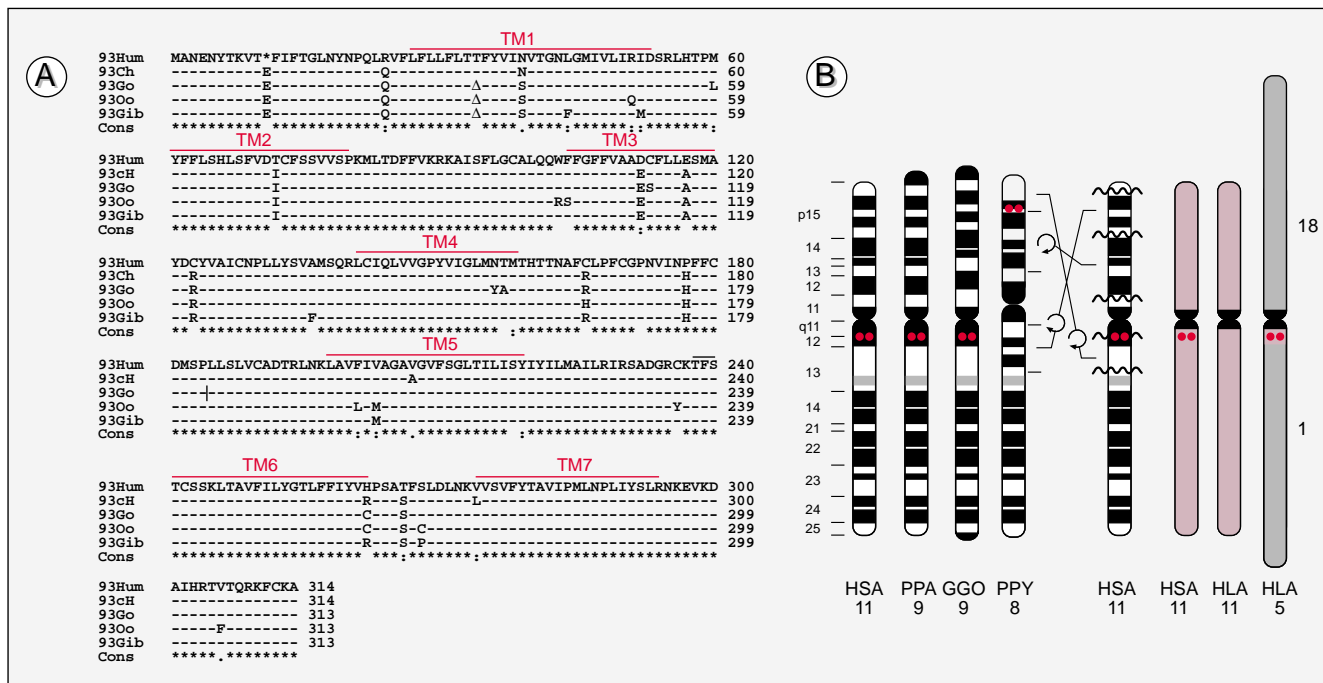 A
TM1
93Hum MANENYTKVT*FIFTGLNYNPQLRVFLFLLFLTTFYVINVTGNLGMIVLIRIDSRLHTPM 60
93Ch ----------E------------Q--------------N--------------------- 60
93Go ----------E------------Q---------Δ----S--------------------L 59
93Oo ----------E------------Q---------Δ----S-----------Q--------- 59
93Gib ----------E------------Q---------Δ----S----F-------M-------- 59
Cons **********&nbsp;************:********* ****.****:******::*******:
TM2 TM3
93Hum YFFLSHLSFVDTCFSSVVSPKMLTDFFVKRKAISFLGCALQQWFFGFFVAADCFLLESMA 120
93cH -----------I---------------------------------------E----A--- 120
93Go -----------I---------------------------------------ES---A--- 119
93Oo -----------I------------------------------RS-------E----A--- 119
93Gib -----------I---------------------------------------E----A--- 119
Cons *********** ******************************  *******:**** ***
TM4
93Hum YDCYVAICNPLLYSVAMSQRLCIQLVVGPYVIGLMNTMTHTTNAFCLPFCGPNVINPFFC 180
93Ch --R------------------------------------------R----------H--- 180
93Go --R--------------------------------YA--------R----------H--- 179
93Oo --R------------------------------------------H----------H--- 179
93Gib --R------------F-----------------------------H----------H--- 179
Cons ** ************ ******************* :******** ********** ***
TM5
93Hum DMSPLLSLVCADTRLNKLAVFIVAGAVGVFSGLTILISYIYILMAILRIRSADGRCKTFS 240
93cH --------------------------A--------------------------------- 240
93Go ----|------------------------------------------------------- 239
93Oo --------------------L-M--------------------------------Y---- 239
93Gib ----------------------M------------------------------------- 239
Cons ********************:*:***.***********:**************** ****
TM6 TM7
93Hum TCSSKLTAVFILYGTLFFIYVHPSATFSLDLNKVVSVFYTAVIPMLNPLIYSLRNKEVKD 300
93cH ---------------------R---S-------L-------------------------- 300
93Go ---------------------C---S---------------------------------- 299
93Oo ---------------------C---S-C-------------------------------- 299
93Gib ---------------------R---S-P-------------------------------- 299
Cons ********************* ***:* *****:**************************
93Hum AIHRTVTQRKFCKA 314
93cH -------------- 314
93Go -------------- 313
93Oo -----F-------- 313
93Gib -------------- 313
Cons *****.********
B
p15
14
13
12
11
q11
12
13
14
21
22
23
24
25
18
1
HSA 11
PPA 9
GGO 9
PPY 8
HSA 11
HSA 11
HLA 11
HLA 5